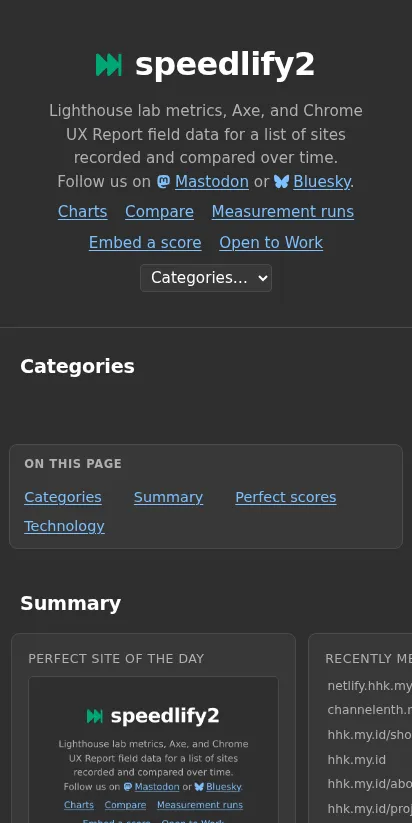 speedlify2
Lighthouse lab metrics, Axe, and Chrome
UX Report field data for a list of sites
recorded and compared over time.
Follow us on Mastodon or Bluesky.
Charts Compare Measurement runs
Embed a score Open to Work
Categories...
Categories
ON THIS PAGE
Categories Summary Perfect scores
Technology
Summary
PERFECT SITE OF THE DAY
speedlify2
Lighthouse lab metrics, Axe, and Chrome
UX Report field data for a list of sites
recorded and compared over time.
Follow us on Mastodon or Bluesky.
Charts Compare Measurement runs
Embed a score Open to Work
RECENTLY ME
netlify.hhk.my
channelenth.r
hhk.my.id/sho
hhk.my.id
hhk.my.id/abo
hhk.my.id/proj